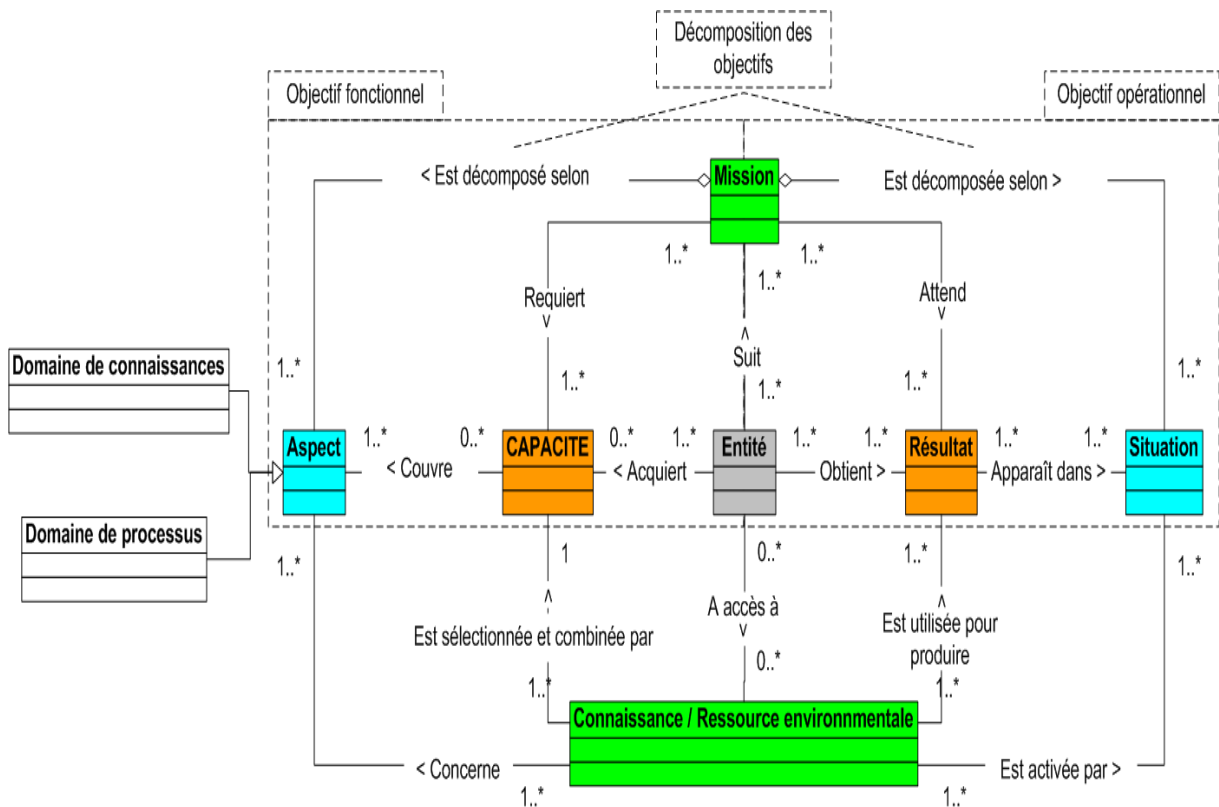 Décomposition des
objectifs
Objectif fonctionnel
Objectif opérationnel
< Est décomposé selon
Mission
Est décomposée selon >
1..*
1..*
1..*
Requiert
v
Attend
v
^
Suit
Domaine de connaissances
1..*
1..*
1..*
1..*
1..*
Aspect
1..*
0..*
CAPACITE
0..*
1..*
Entité
1..*
1..*
Résultat
1..*
1..*
Situation
< Couvre
< Acquiert
Obtient >
Apparaît dans >
Domaine de processus
1..*
1
0..*
1..*
1..*
^
Est sélectionnée et combinée par
A accès à
v
^
Est utilisée pour
produire
0..*
1..*
1..*
Connaissance / Ressource environnmentale
< Concerne
Est activée par >
1..*
1..*